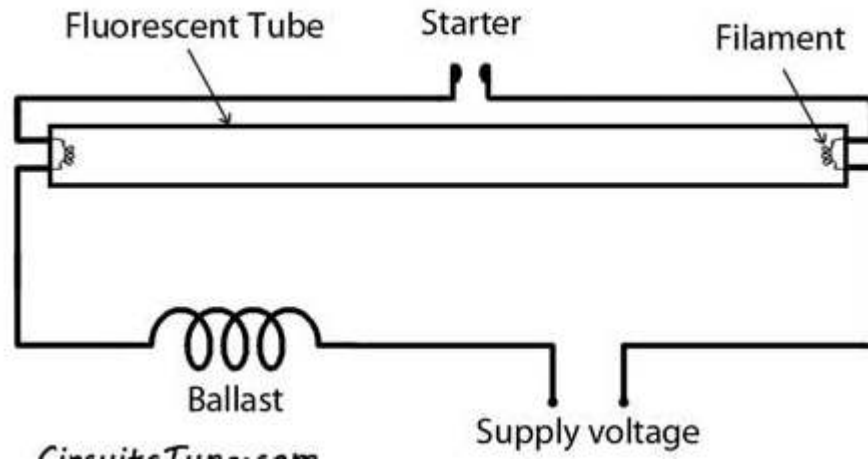 Fluorescent Tube
Starter
Filament
Ballast
Supply voltage